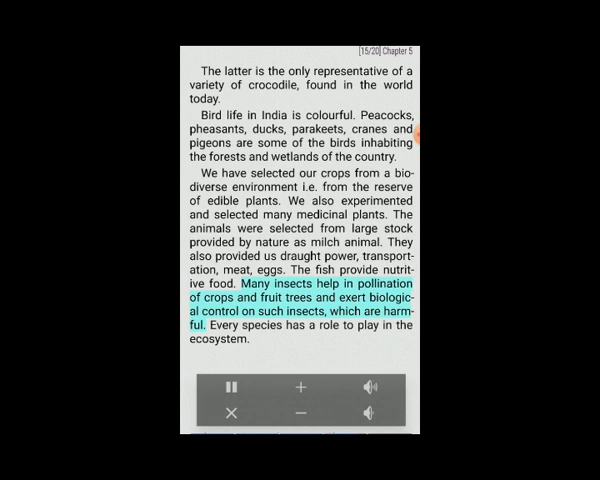 [15/20] Chapter 5
The latter is the only representative of a
variety of crocodile, found in the world
today.
Bird life in India is colourful. Peacocks,
pheasants, ducks, parakeets, cranes and
pigeons are some of the birds inhabiting
the forests and wetlands of the country.
We have selected our crops from a bio-
diverse environment i.e. from the reserve
of edible plants. We also experimented
and selected many medicinal plants. The
animals were selected from large stock
provided by nature as milch animal. They
also provided us draught power, transport-
ation, meat, eggs. The fish provide nutrit-
ive food. Many insects help in pollination
of crops and fruit trees and exert biologic-
al control on such insects, which are harm-
ful. Every species has a role to play in the
ecosystem.